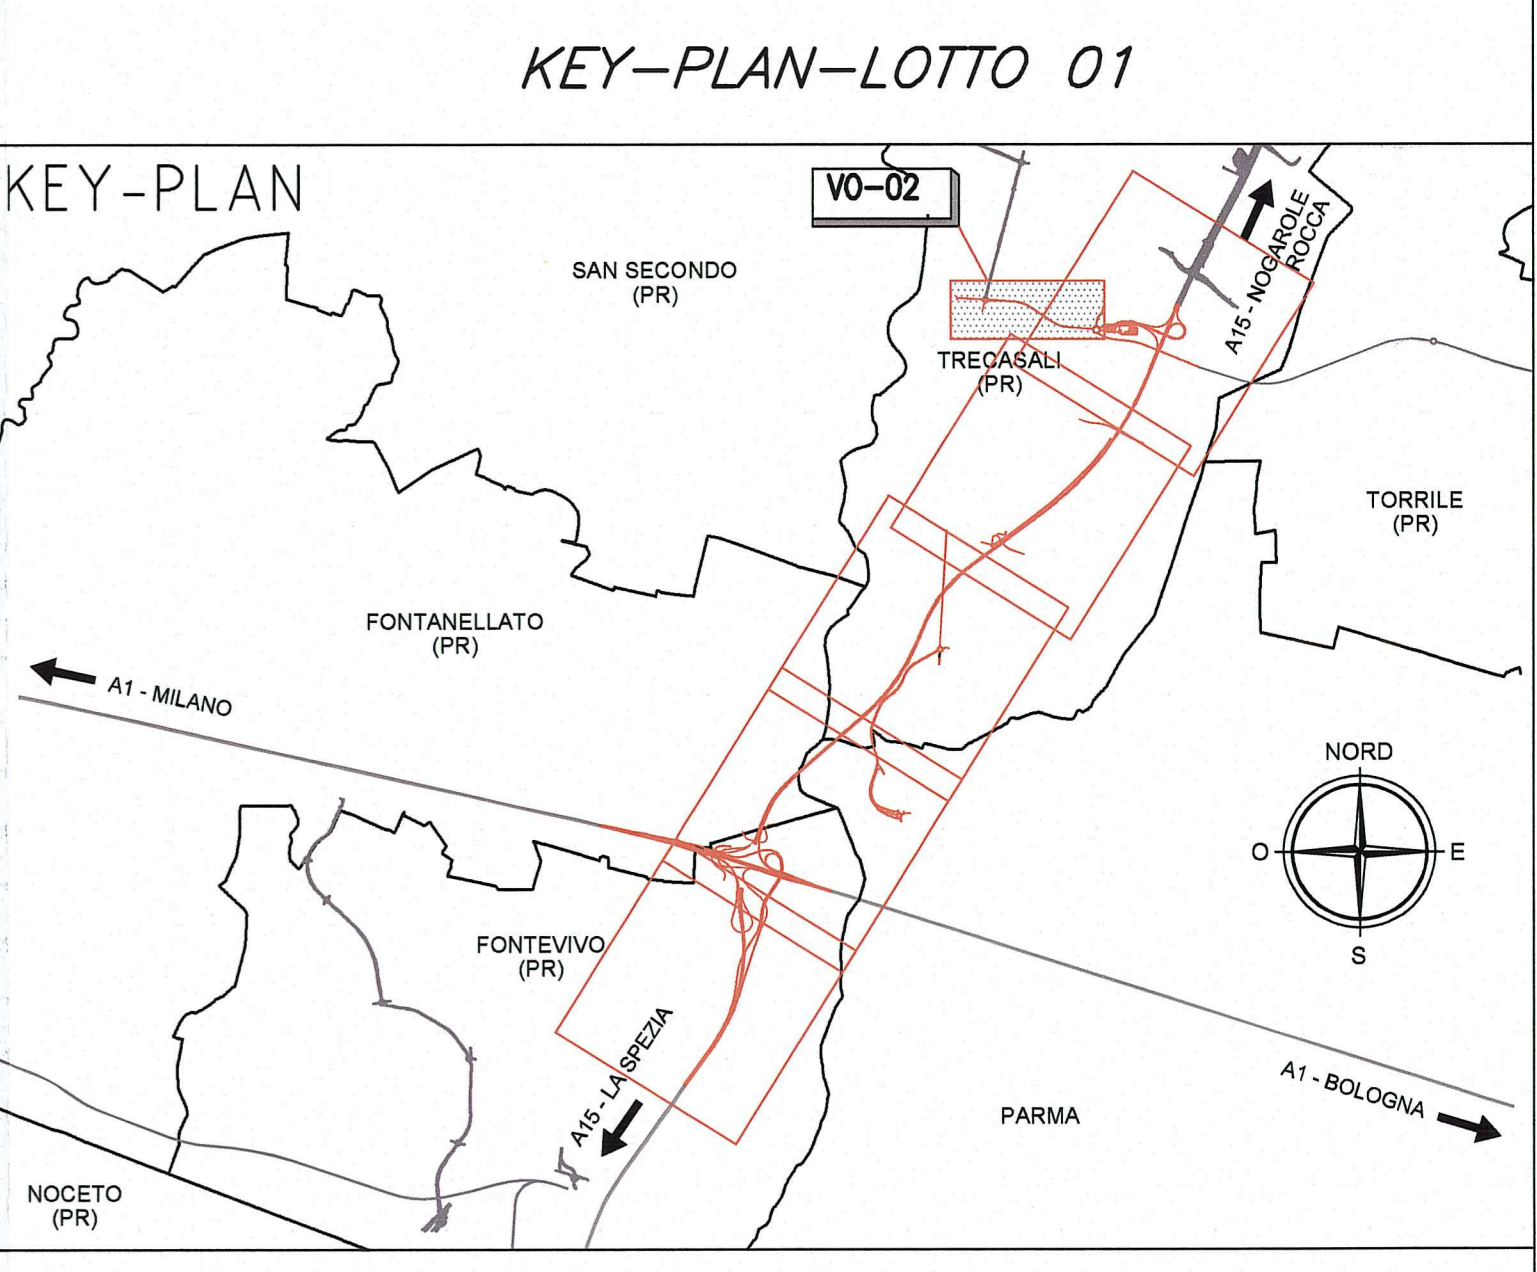 KEY-PLAN-LOTTO 01
KEY-PLAN
VO-02
SAN SECONDO
(PR)
A15 - NOGAROLE
ROCCA
TRECASALI
(PR)
TORRILE
(PR)
FONTANELLATO
(PR)
A1 - MILANO
NORD
O
E
S
FONTEVIVO
(PR)
A15 - LA SPEZIA
A1 - BOLOGNA
PARMA
NOCETO
(PR)